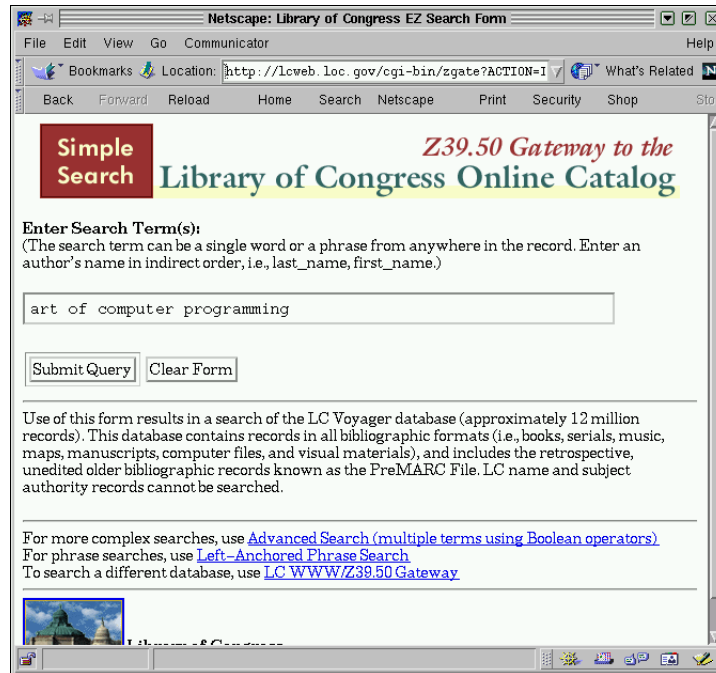 Netscape: Library of Congress EZ Search Form
File Edit View Go Communicator Help
Bookmarks Location: http://lcweb.loc.gov/cgi-bin/zgate?ACTION=I What's Related N
Back Forward Reload Home Search Netscape Print Security Shop Sto
Simple
Search
Z39.50 Gateway to the
Library of Congress Online Catalog
Enter Search Term(s):
(The search term can be a single word or a phrase from anywhere in the record. Enter an
author's name in indirect order, i.e., last_name, first_name.)
art of computer programming
Submit Query Clear Form
Use of this form results in a search of the LC Voyager database (approximately 12 million
records). This database contains records in all bibliographic formats (i.e., books, serials, music,
maps, manuscripts, computer files, and visual materials), and includes the retrospective,
unedited older bibliographic records known as the PreMARC File. LC name and subject
authority records cannot be searched.
For more complex searches, use Advanced Search (multiple terms using Boolean operators)
For phrase searches, use Left-Anchored Phrase Search
To search a different database, use LC WWW/Z39.50 Gateway
Library of Congress